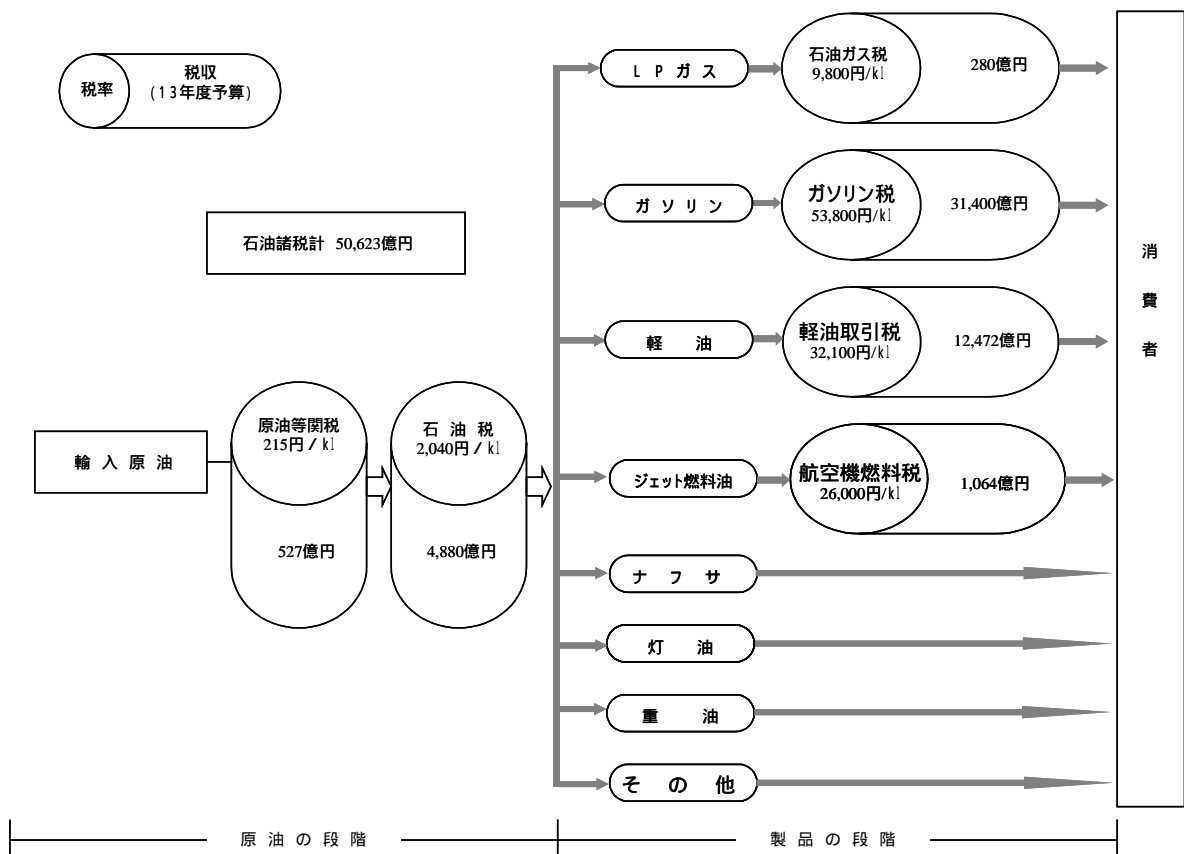 税率
税収
(13年度予算)
石油諸税計 50,623億円
輸入原油
原油等関税
215円/kl
527億円
石油税
2,040円/kl
4,880億円
LPガス
石油ガス税
9,800円/kl
280億円
ガソリン
ガソリン税
53,800円/kl
31,400億円
軽油
軽油取引税
32,100円/kl
12,472億円
ジェット燃料油
航空機燃料税
26,000円/kl
1,064億円
ナフサ
灯油
重油
その他
消費者
原油の段階
製品の段階